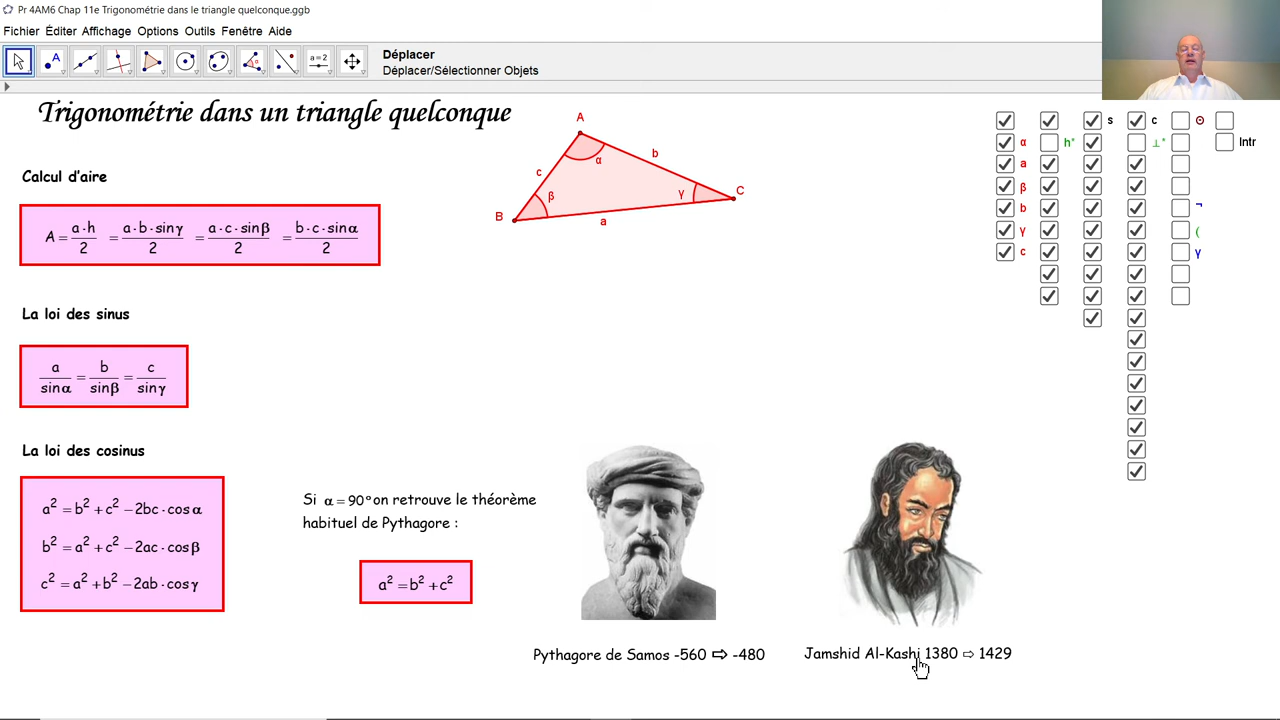 Pr 4AM6 Chap 11e Trigonométrie dans le triangle quelconque.ggb
Fichier Éditer Affichage Options Outils Fenêtre Aide
A
a=2
Déplacer
Déplacer/Sélectionner Objets
Trigonométrie dans un triangle quelconque
A
α
b
c
β
γ
C
B
a
s c ⊙
α h* ⊥* Intr
a
β
b ¬
γ (
c γ
Calcul d'aire
A = a·h/2 = a·b·sinγ/2 = a·c·sinβ/2 = b·c·sinα/2
La loi des sinus
a/sinα = b/sinβ = c/sinγ
La loi des cosinus
a² = b² + c² − 2bc·cosα
b² = a² + c² − 2ac·cosβ
c² = a² + b² − 2ab·cosγ
Si α = 90° on retrouve le théorème
habituel de Pythagore :
a² = b² + c²
Pythagore de Samos -560 ⇨ -480
Jamshid Al-Kashi 1380 ⇨ 1429